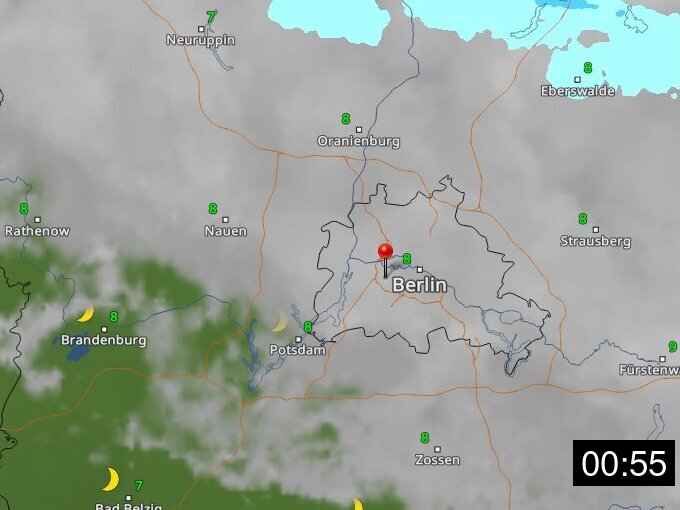 7
Neuruppin
8
Eberswalde
8
Oranienburg
8
Rathenow
8
Nauen
8
Strausberg
8
Berlin
8
Brandenburg
8
Potsdam
9
Fürstenwa
8
Zossen
7
Bad Belzig
00:55